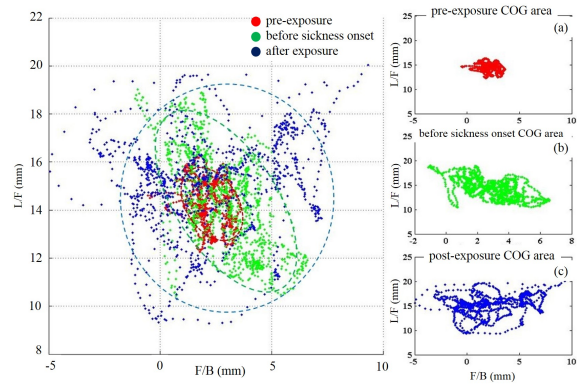 22
pre-exposure
before sickness onset
after exposure
20
18
16
14
12
10
8
L/F (mm)
-5
0
5
10
F/B (mm)
pre-exposure COG area
(a)
25
20
15
10
5
L/F (mm)
-5
0
5
10
before sickness onset COG area
(b)
25
20
15
10
5
L/F (mm)
-2
0
2
4
6
8
post-exposure COG area
(c)
25
20
15
10
5
L/F (mm)
-5
0
5
10
F/B (mm)